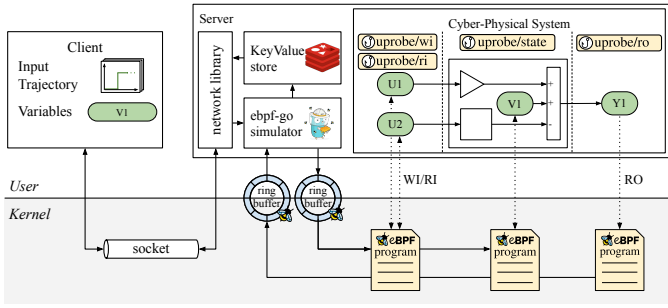 Client
Input
Trajectory
Variables
V1
Server
network library
KeyValue
store
ebpf-go
simulator
Cyber-Physical System
uprobe/wi
uprobe/ri
uprobe/state
uprobe/ro
U1
U2
V1
+
+
-
Y1
User
Kernel
ring
buffer
ring
buffer
WI/RI
RO
socket
eBPF
program
eBPF
program
eBPF
program